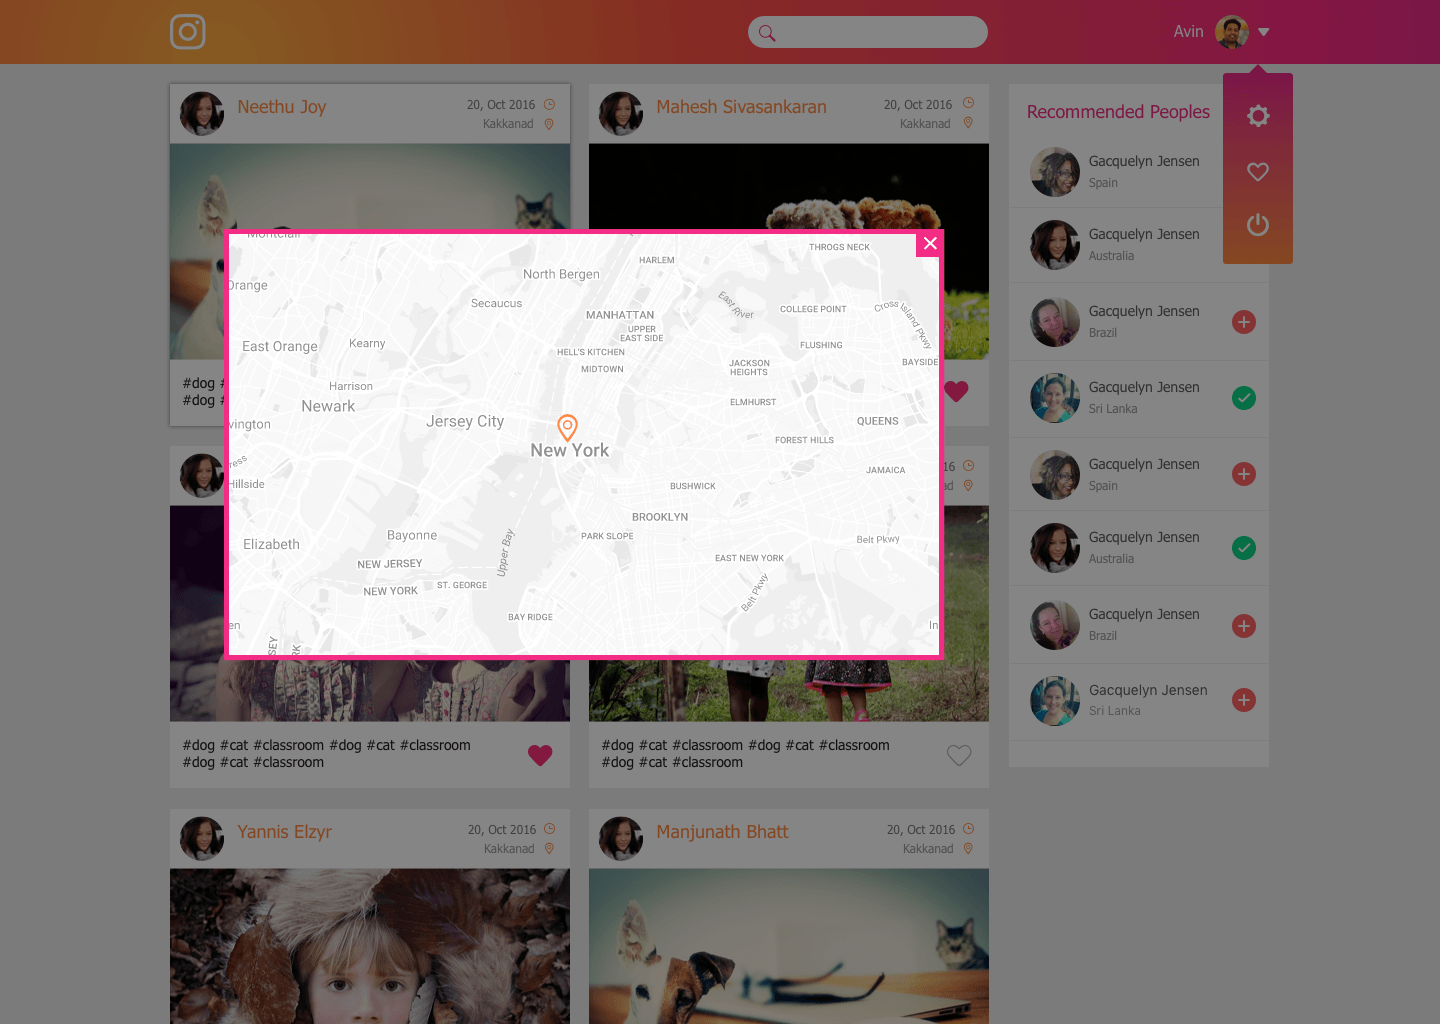 Avin
Neethu Joy
20, Oct 2016
Kakkanad
Mahesh Sivasankaran
20, Oct 2016
Kakkanad
Recommended Peoples
Gacquelyn Jensen
Spain
Gacquelyn Jensen
Australia
Gacquelyn Jensen
Brazil
Gacquelyn Jensen
Sri Lanka
Gacquelyn Jensen
Spain
Gacquelyn Jensen
Australia
Gacquelyn Jensen
Brazil
Gacquelyn Jensen
Sri Lanka
#dog #
#dog #
Montclair
THROGS NECK
HARLEM
North Bergen
Orange
East River
Cross Island Pkwy
Secaucus
COLLEGE POINT
MANHATTAN
UPPER
EAST SIDE
East Orange
Kearny
FLUSHING
HELL'S KITCHEN
MIDTOWN
JACKSON
HEIGHTS
BAYSIDE
Harrison
Newark
ELMHURST
Jersey City
QUEENS
vington
New York
FOREST HILLS
ress
JAMAICA
Hillside
BUSHWICK
BROOKLYN
Bayonne
PARK SLOPE
Belt Pkwy
Elizabeth
Upper Bay
EAST NEW YORK
NEW JERSEY
NEW YORK
ST. GEORGE
Belt Pkwy
BAY RIDGE
en
In
SEY
RK
16
ad
#dog #cat #classroom #dog #cat #classroom
#dog #cat #classroom
#dog #cat #classroom #dog #cat #classroom
#dog #cat #classroom
Yannis Elzyr
20, Oct 2016
Kakkanad
Manjunath Bhatt
20, Oct 2016
Kakkanad